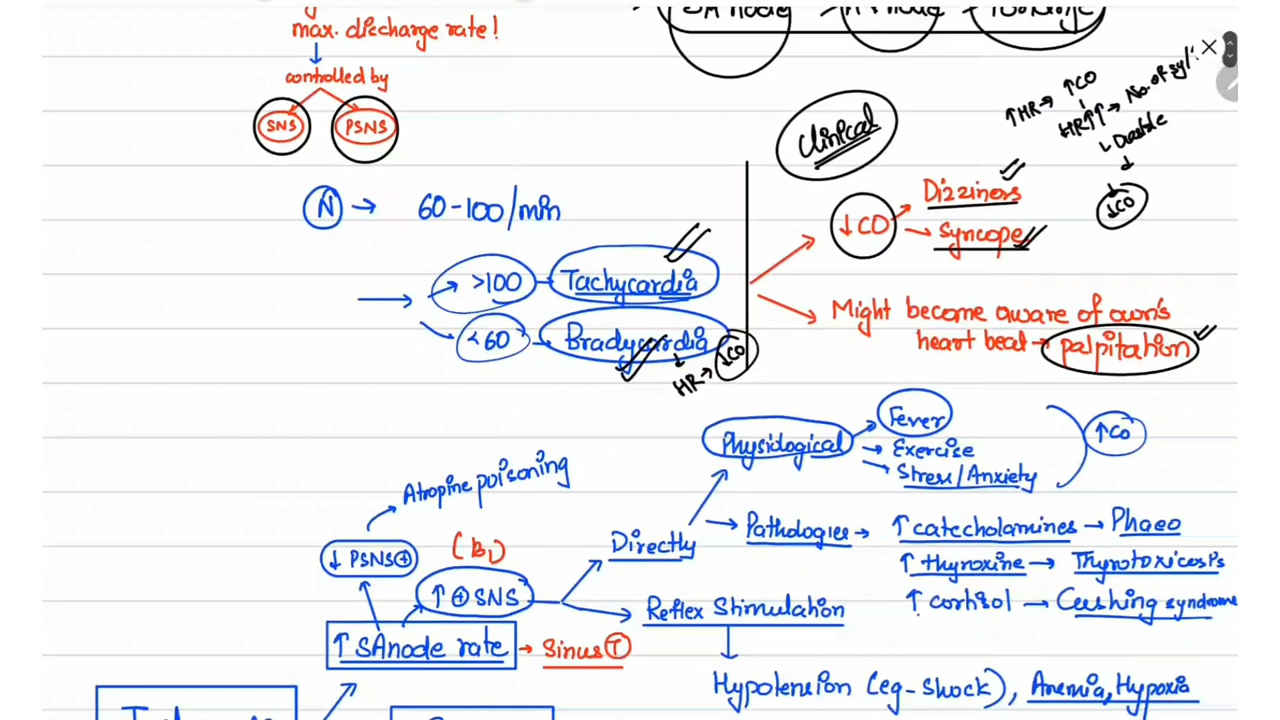 max. discharge rate!
controlled by
SNS PSNS
N → 60-100/min
>100 - Tachycardia
<60 - Bradycardia
HR → ↓CO
Clinical
↑HR → ↑CO
HR↑↑ → No. of
↓CO
↓CO → Dizziness
→ Syncope
Might become aware of own's
heart beat → palpitation
Physiological → Fever
→ Exercise
→ Stress/Anxiety
↑CO
Atropine poisoning
↓ PSNS⊕
(B1)
↑ ⊕ SNS
↑ SA node rate → Sinus T
Directly
Pathologies → ↑ catecholamines → Phaeo
↑ thyroxine → Thyrotoxicosis
↑ cortisol → Cushing syndrome
Reflex Stimulation
Hypotension (eg-Shock), Anemia, Hypoxia